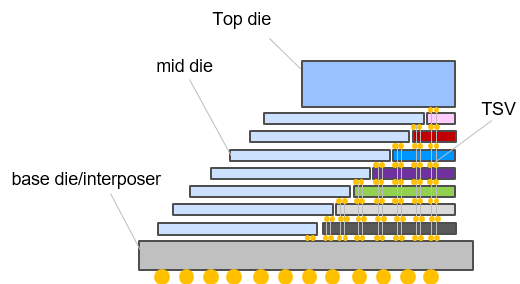 Top die
mid die
TSV
base die/interposer